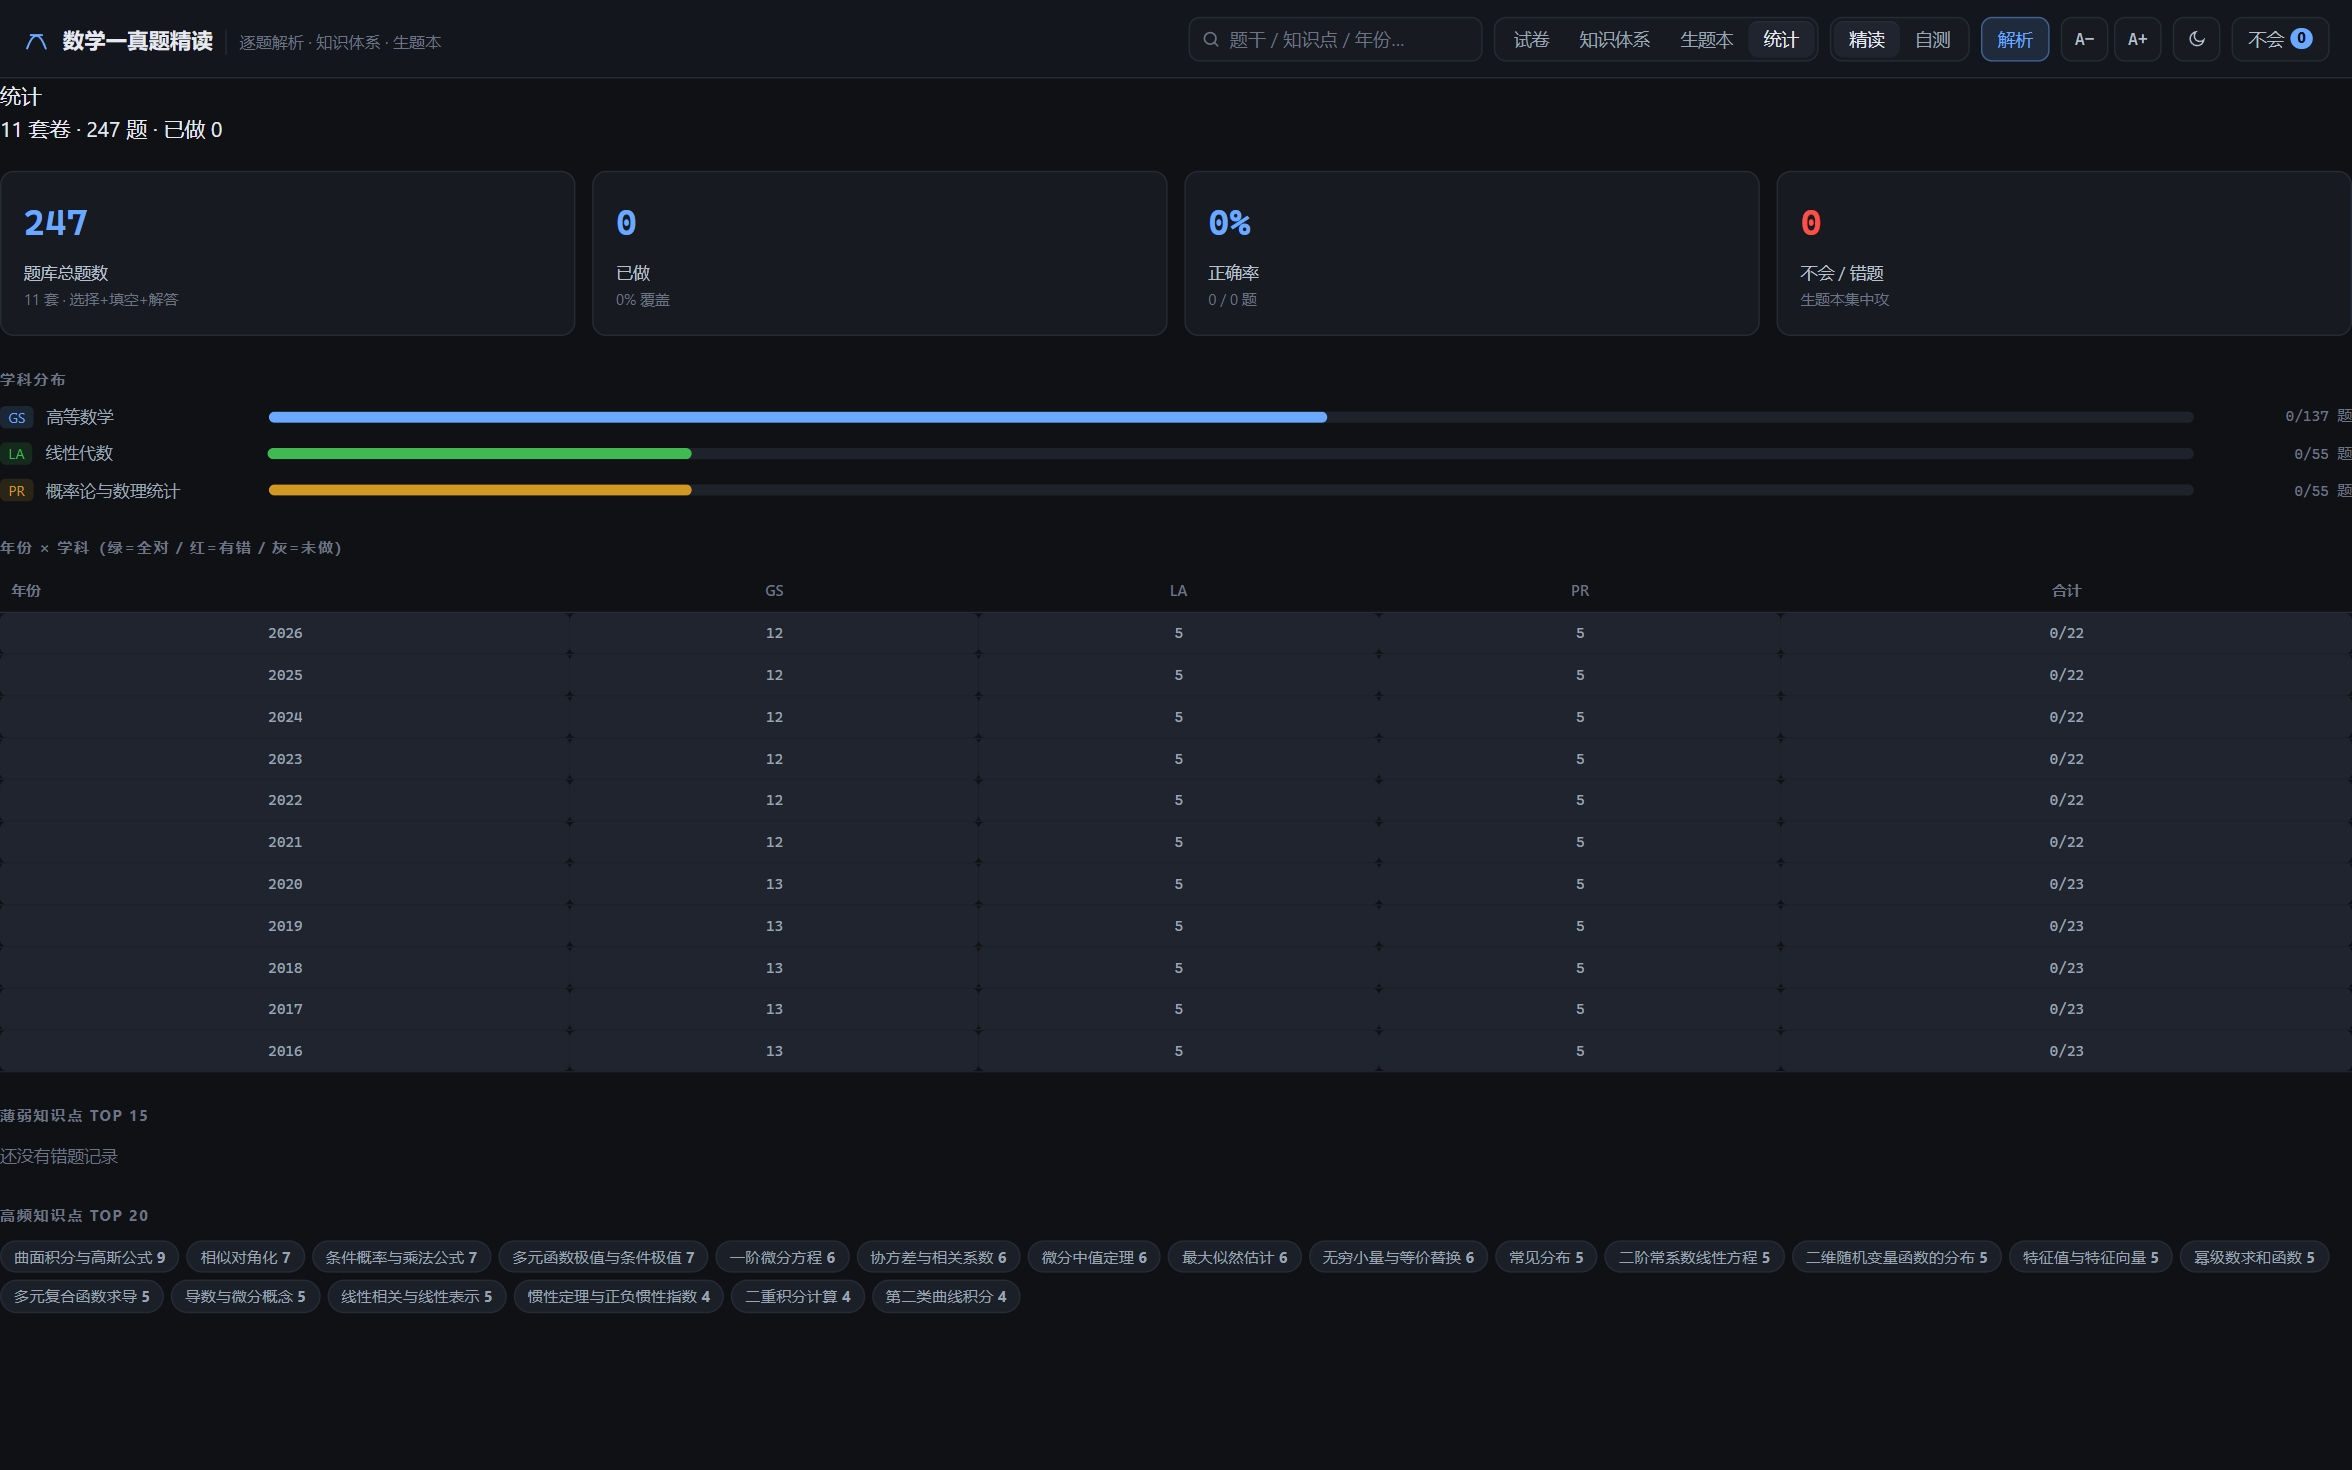 数学一真题精读 逐题解析 · 知识体系 · 生题本 题干 / 知识点 / 年份... 试卷 知识体系 生题本 统计 精读 自测 解析 A− A+ 不会 0
统计
11 套卷 · 247 题 · 已做 0
247 0 0% 0
题库总题数 已做 正确率 不会 / 错题
11 套 · 选择+填空+解答 0% 覆盖 0 / 0 题 生题本集中攻
学科分布
GS 高等数学 0/137 题
LA 线性代数 0/55 题
PR 概率论与数理统计 0/55 题
年份 × 学科 (绿=全对 / 红=有错 / 灰=未做)
年份 GS LA PR 合计
2026 12 5 5 0/22
2025 12 5 5 0/22
2024 12 5 5 0/22
2023 12 5 5 0/22
2022 12 5 5 0/22
2021 12 5 5 0/22
2020 13 5 5 0/23
2019 13 5 5 0/23
2018 13 5 5 0/23
2017 13 5 5 0/23
2016 13 5 5 0/23
薄弱知识点 TOP 15
还没有错题记录
高频知识点 TOP 20
曲面积分与高斯公式 9 相似对角化 7 条件概率与乘法公式 7 多元函数极值与条件极值 7 一阶微分方程 6 协方差与相关系数 6 微分中值定理 6 最大似然估计 6 无穷小量与等价替换 6 常见分布 5 二阶常系数线性方程 5 二维随机变量函数的分布 5 特征值与特征向量 5 幂级数求和函数 5
多元复合函数求导 5 导数与微分概念 5 线性相关与线性表示 5 惯性定理与正负惯性指数 4 二重积分计算 4 第二类曲线积分 4